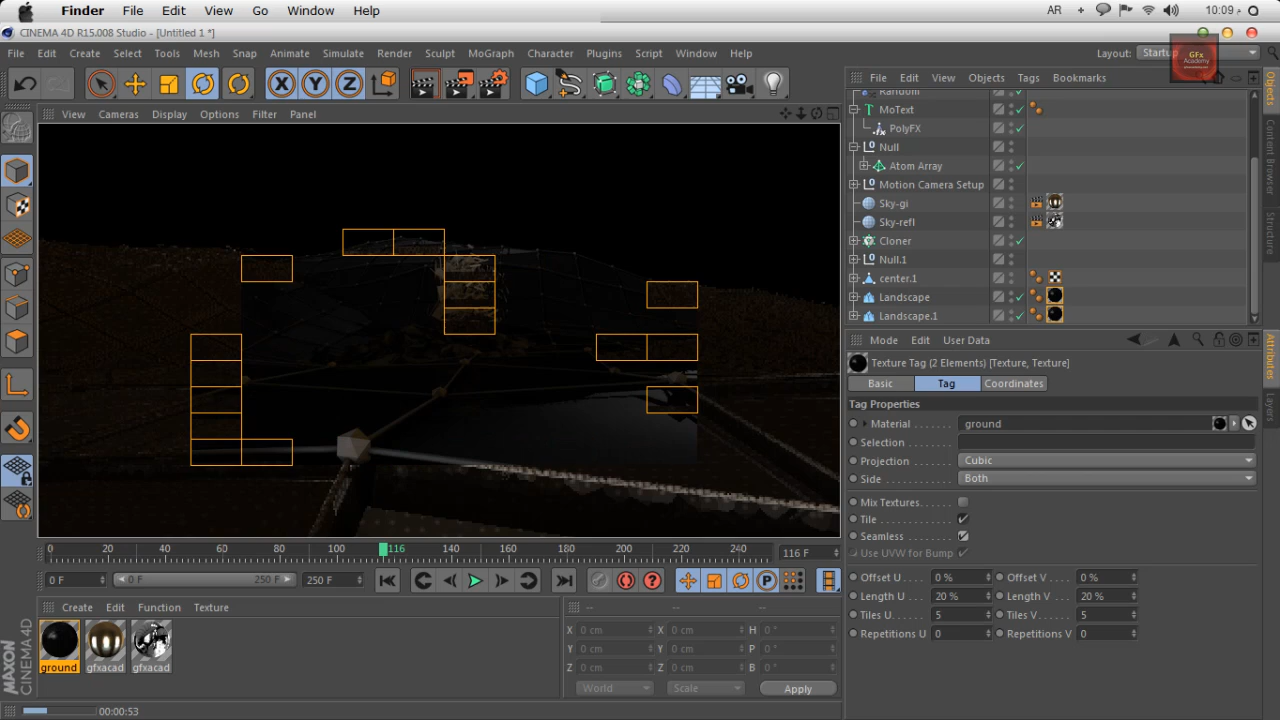 Finder File Edit View Go Window Help AR 10:09 م
CINEMA 4D R15.008 Studio - [Untitled 1 *]
File Edit Create Select Tools Mesh Snap Animate Simulate Render Sculpt MoGraph Character Plugins Script Window Help Layout: Startup
GFx
Academy
X Y Z
File Edit View Objects Tags Bookmarks
View Cameras Display Options Filter Panel
Random
MoText
PolyFX
Null
Atom Array
Motion Camera Setup
Sky-gi
Sky-refl
Cloner
Null.1
center.1
Landscape
Landscape.1
Objects
Content Browser
Structure
Mode Edit User Data
Texture Tag (2 Elements) [Texture, Texture]
Basic Tag Coordinates
Tag Properties
Material ground
Selection
Projection Cubic
Side Both
Mix Textures
Tile
Seamless
Use UVW for Bump
Offset U 0 % Offset V 0 %
Length U 20 % Length V 20 %
Tiles U 5 Tiles V 5
Repetitions U 0 Repetitions V 0
Attributes
Layers
0 20 40 60 80 100 116 140 160 180 200 220 240 116 F
0 F 0 F 250 F 250 F
P
Create Edit Function Texture
ground gfxacad gfxacad
-- -- --
X 0 cm X 0 cm H 0 °
Y 0 cm Y 0 cm P 0 °
Z 0 cm Z 0 cm B 0 °
World Scale Apply
MAXON
CINEMA4D
00:00:53